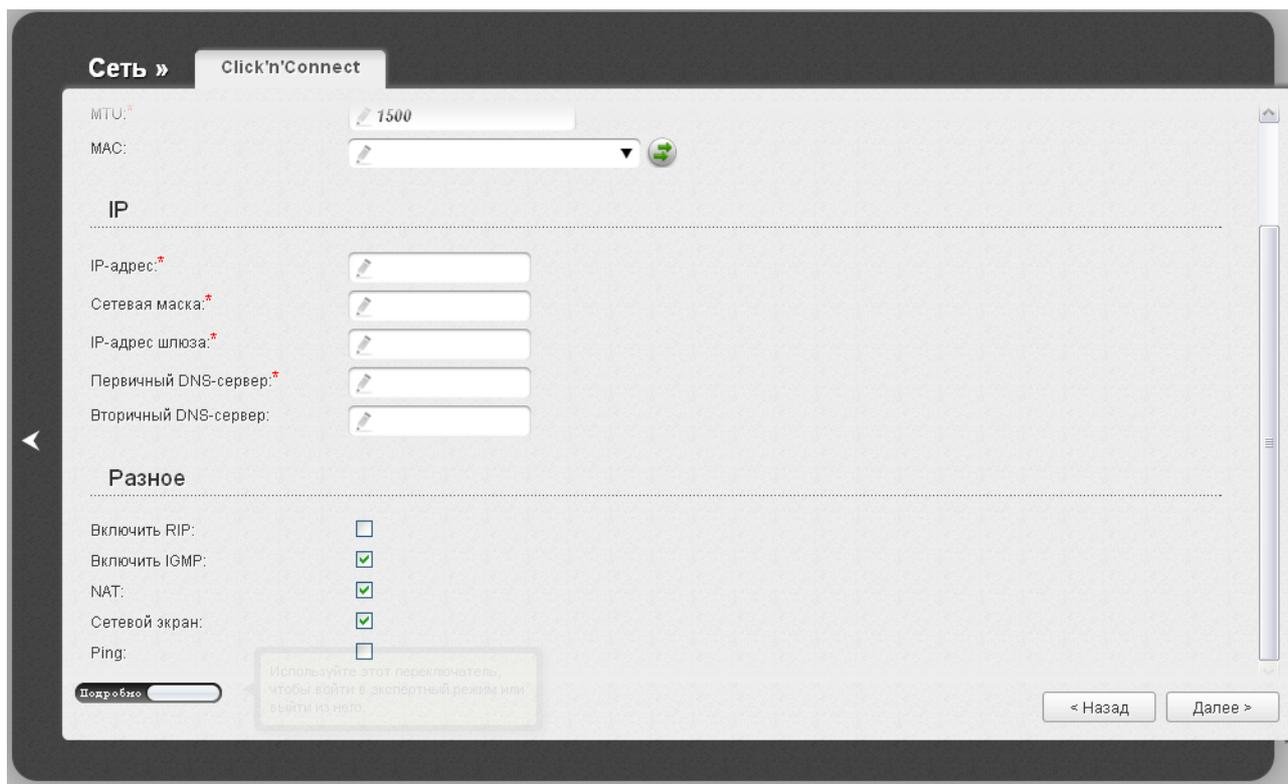 Сеть »
Click'n'Connect
MTU:*
1500
MAC:
IP
IP-адрес:*
Сетевая маска:*
IP-адрес шлюза:*
Первичный DNS-сервер:*
Вторичный DNS-сервер:
Разное
Включить RIP:
Включить IGMP:
NAT:
Сетевой экран:
Ping:
Подробно
Используйте этот переключатель,
чтобы войти в экспертный режим или
выйти из него.
< Назад
Далее >